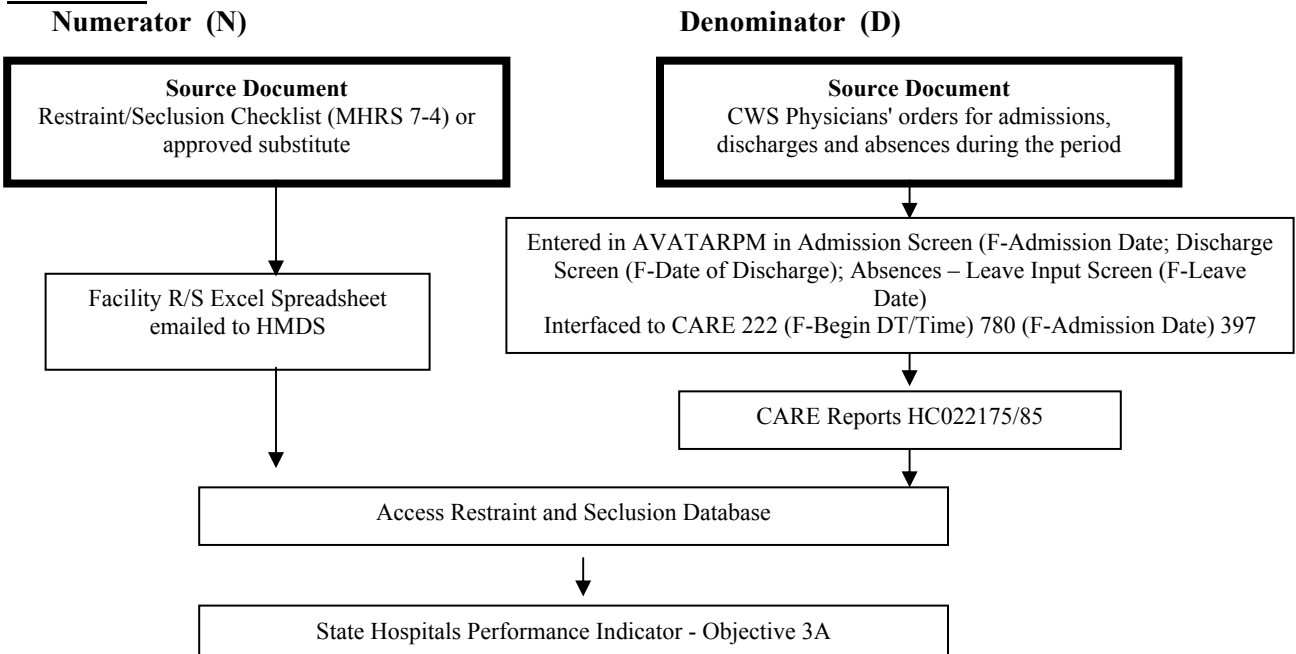 Numerator (N)
Denominator (D)
Source Document
Restraint/Seclusion Checklist (MHRS 7-4) or
approved substitute
Source Document
CWS Physicians' orders for admissions,
discharges and absences during the period
Entered in AVATARPM in Admission Screen (F-Admission Date; Discharge
Screen (F-Date of Discharge); Absences – Leave Input Screen (F-Leave
Date)
Interfaced to CARE 222 (F-Begin DT/Time) 780 (F-Admission Date) 397
Facility R/S Excel Spreadsheet
emailed to HMDS
CARE Reports HC022175/85
Access Restraint and Seclusion Database
State Hospitals Performance Indicator - Objective 3A